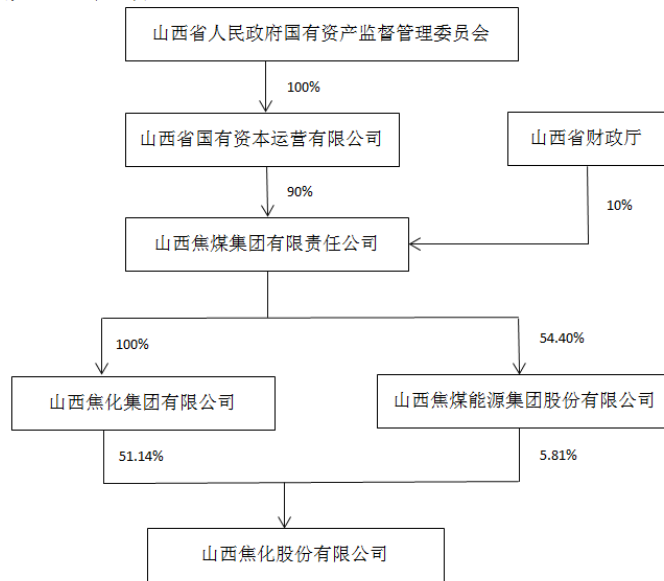 山西省人民政府国有资产监督管理委员会
100%
山西省国有资本运营有限公司
山西省财政厅
90%
10%
山西焦煤集团有限责任公司
100%
54.40%
山西焦化集团有限公司
山西焦煤能源集团股份有限公司
51.14%
5.81%
山西焦化股份有限公司